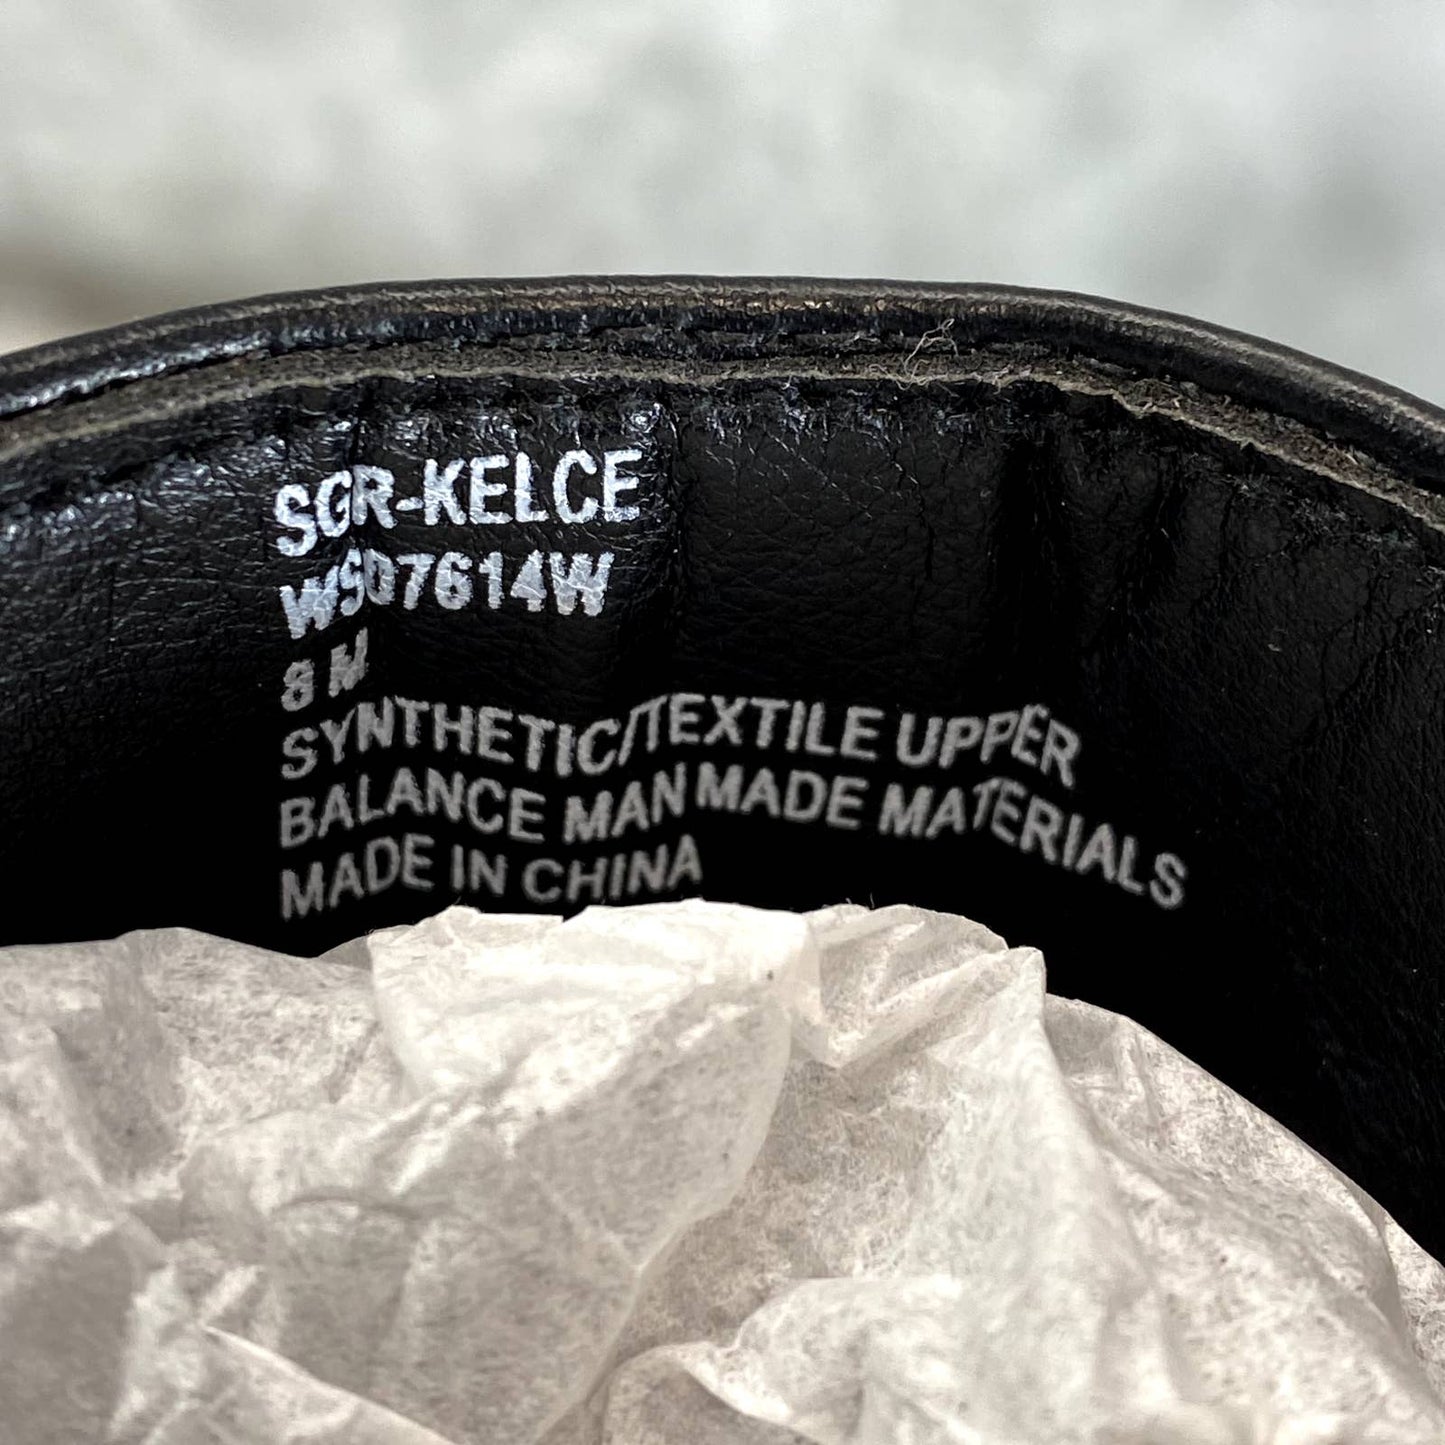 SGR-KELCE
WS07614W
8 M
SYNTHETIC/TEXTILE UPPER
BALANCE MAN MADE MATERIALS
MADE IN CHINA